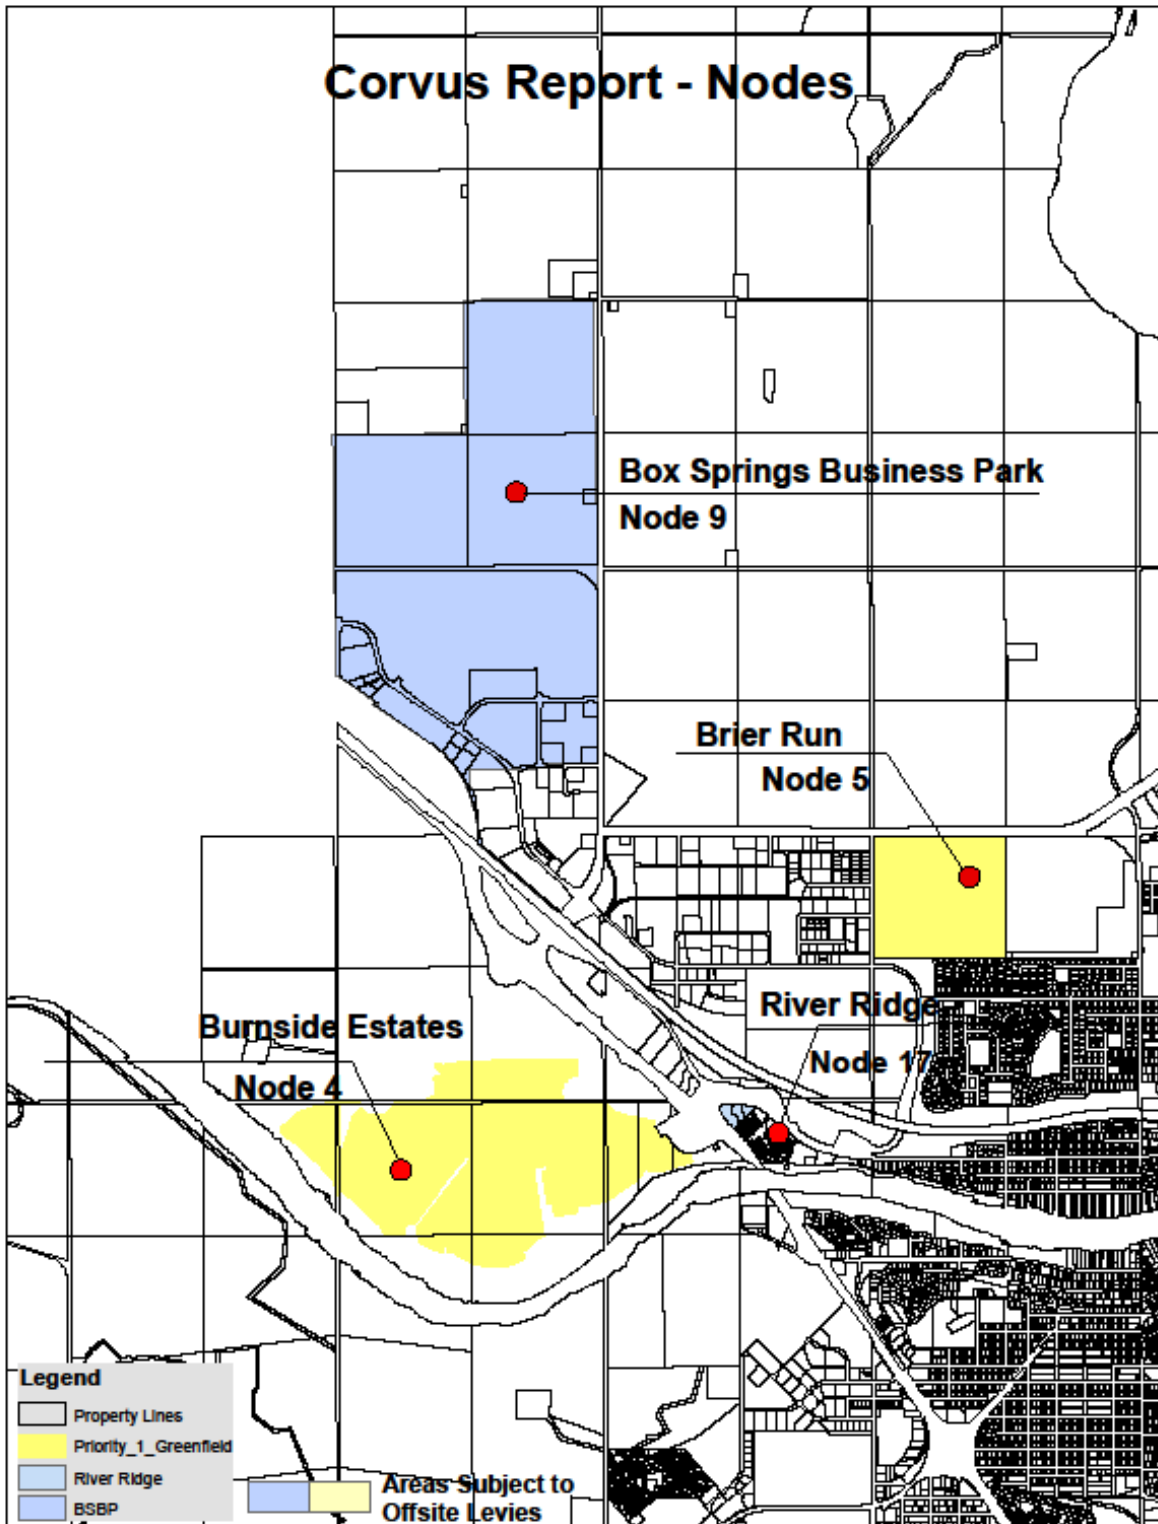 Corvus Report - Nodes
Box Springs Business Park
Node 9
Brier Run
Node 5
River Ridge
Node 17
Burnside Estates
Node 4
Legend
Property Lines
Priority_1_Greenfield
River Ridge
BSBP
Areas Subject to
Offsite Levies